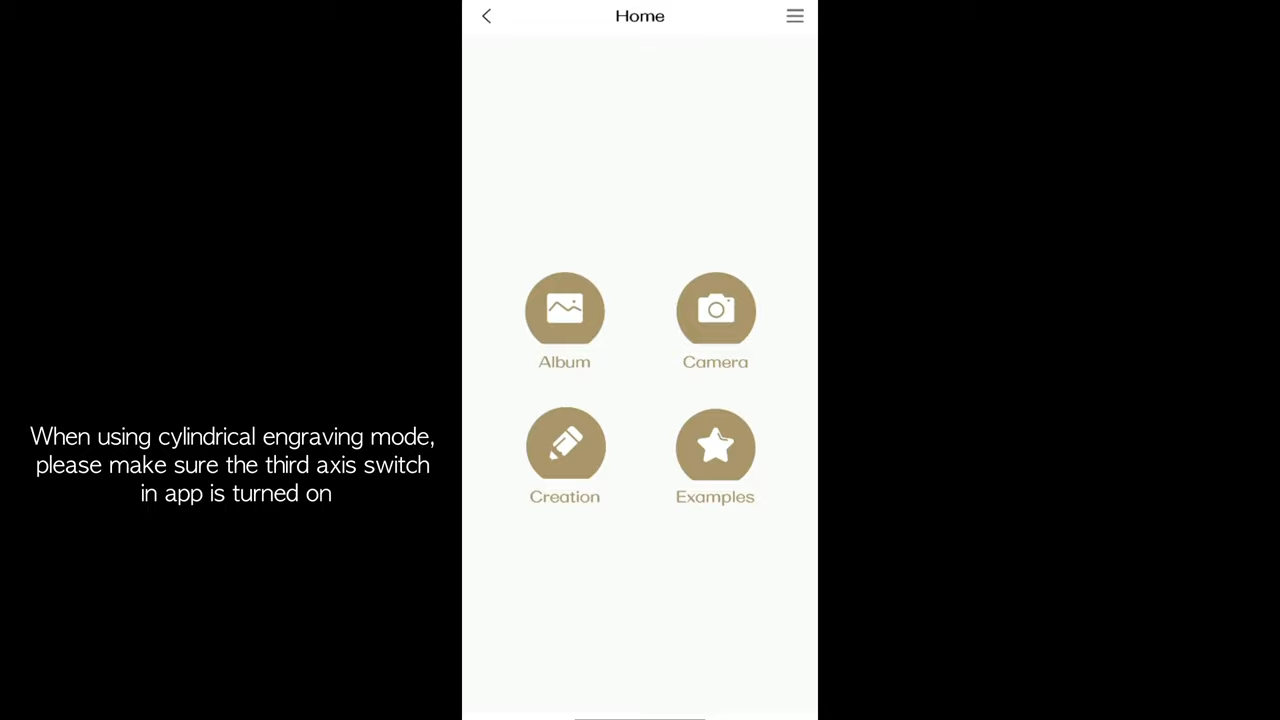 Home
Album
Camera
When using cylindrical engraving mode,
please make sure the third axis switch
in app is turned on
Creation
Examples